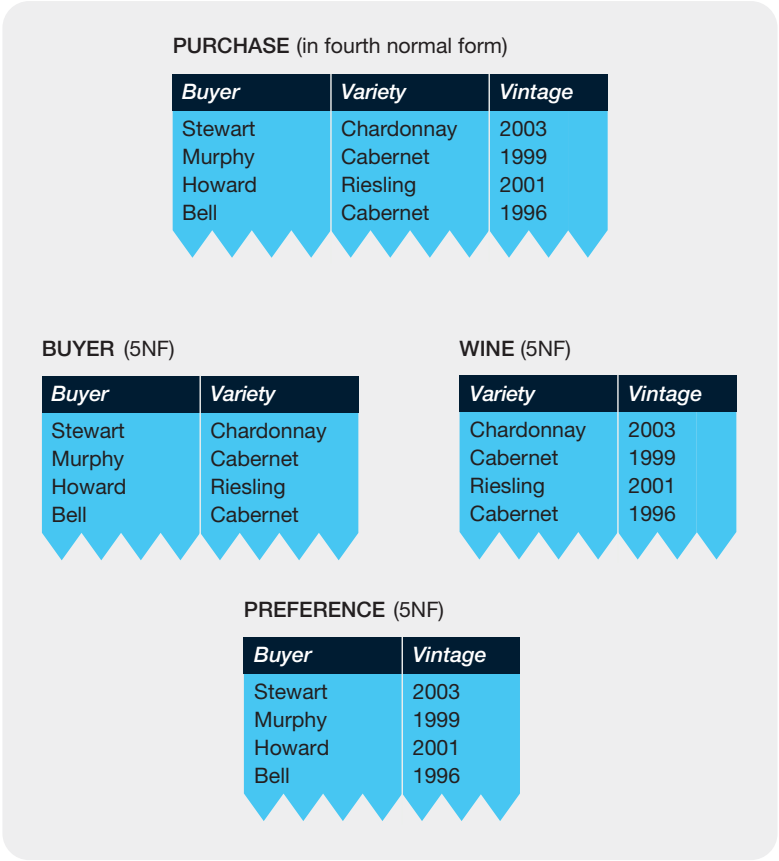 PURCHASE (in fourth normal form)
Buyer Variety Vintage
Stewart Chardonnay 2003
Murphy Cabernet 1999
Howard Riesling 2001
Bell Cabernet 1996
BUYER (5NF)
Buyer Variety
Stewart Chardonnay
Murphy Cabernet
Howard Riesling
Bell Cabernet
WINE (5NF)
Variety Vintage
Chardonnay 2003
Cabernet 1999
Riesling 2001
Cabernet 1996
PREFERENCE (5NF)
Buyer Vintage
Stewart 2003
Murphy 1999
Howard 2001
Bell 1996